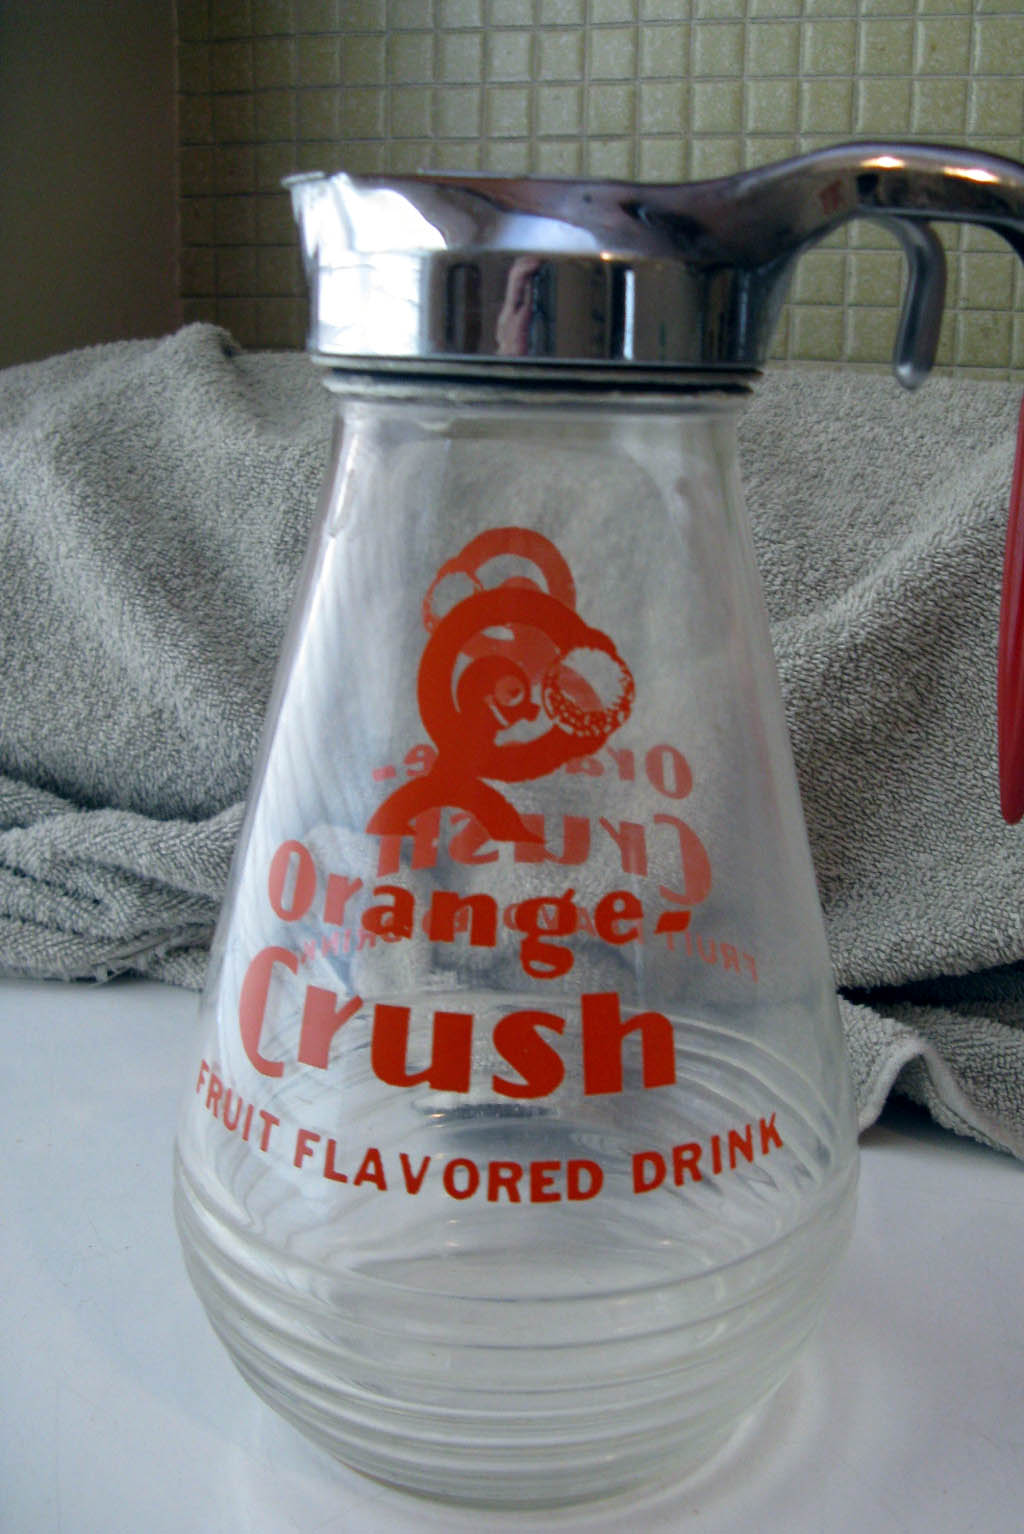 Orange-
Crush
FRUIT FLAVORED DRINK